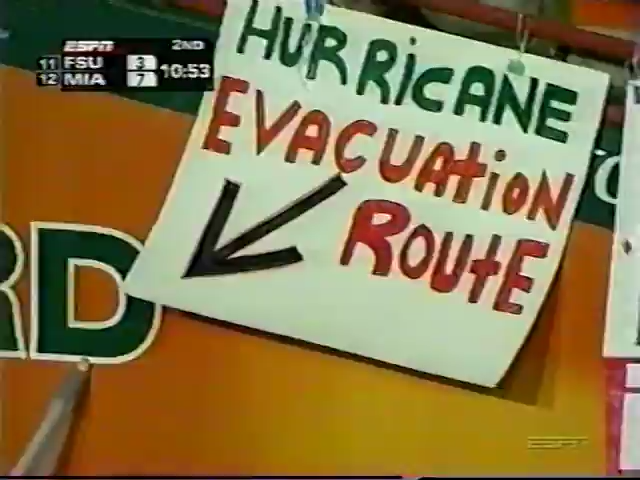 ESPN 2ND
11 FSU 3
12 MIA 7 10:53
HURRICANE
EVACUATION
ROUTE
RD
ESPN